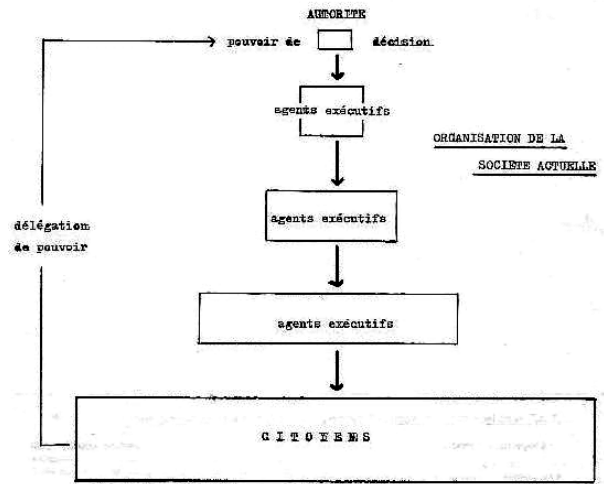 AUTORITE
pouvoir de décision
agents exécutifs
ORGANISATION DE LA
SOCIETE ACTUELLE
agents exécutifs
délégation
de pouvoir
agents exécutifs
CITOYENS